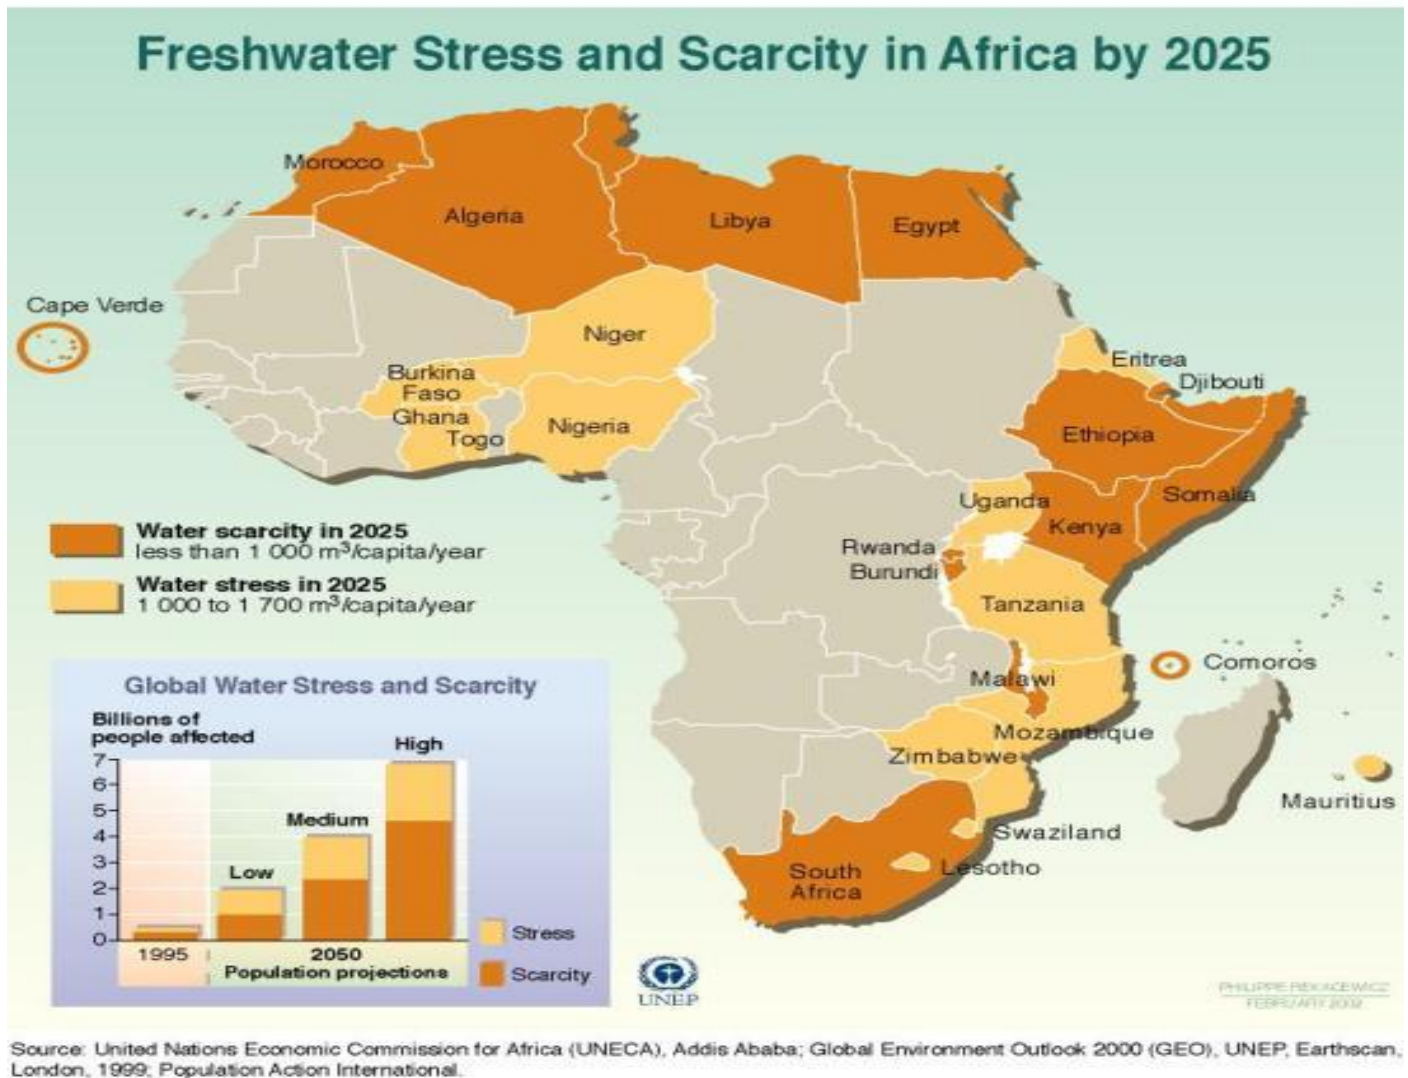 Freshwater Stress and Scarcity in Africa by 2025
Morocco
Algeria
Libya
Egypt
Cape Verde
Niger
Burkina
Faso
Ghana
Togo
Nigeria
Eritrea
Djibouti
Ethiopia
Somalia
Uganda
Kenya
Rwanda
Burundi
Tanzania
Comoros
Malawi
Mozambique
Zimbabwe
Mauritius
Swaziland
Lesotho
South
Africa
Water scarcity in 2025
less than 1 000 m³/capita/year
Water stress in 2025
1 000 to 1 700 m³/capita/year
Global Water Stress and Scarcity
Billions of
people affected
7
6
5
4
3
2
1
0
Low
Medium
High
1995
2050
Population projections
Stress
Scarcity
UNEP
PHILIPPE REKACEWICZ
FEBRUARY 2002
Source: United Nations Economic Commission for Africa (UNECA), Addis Ababa; Global Environment Outlook 2000 (GEO), UNEP, Earthscan,
London, 1999; Population Action International.